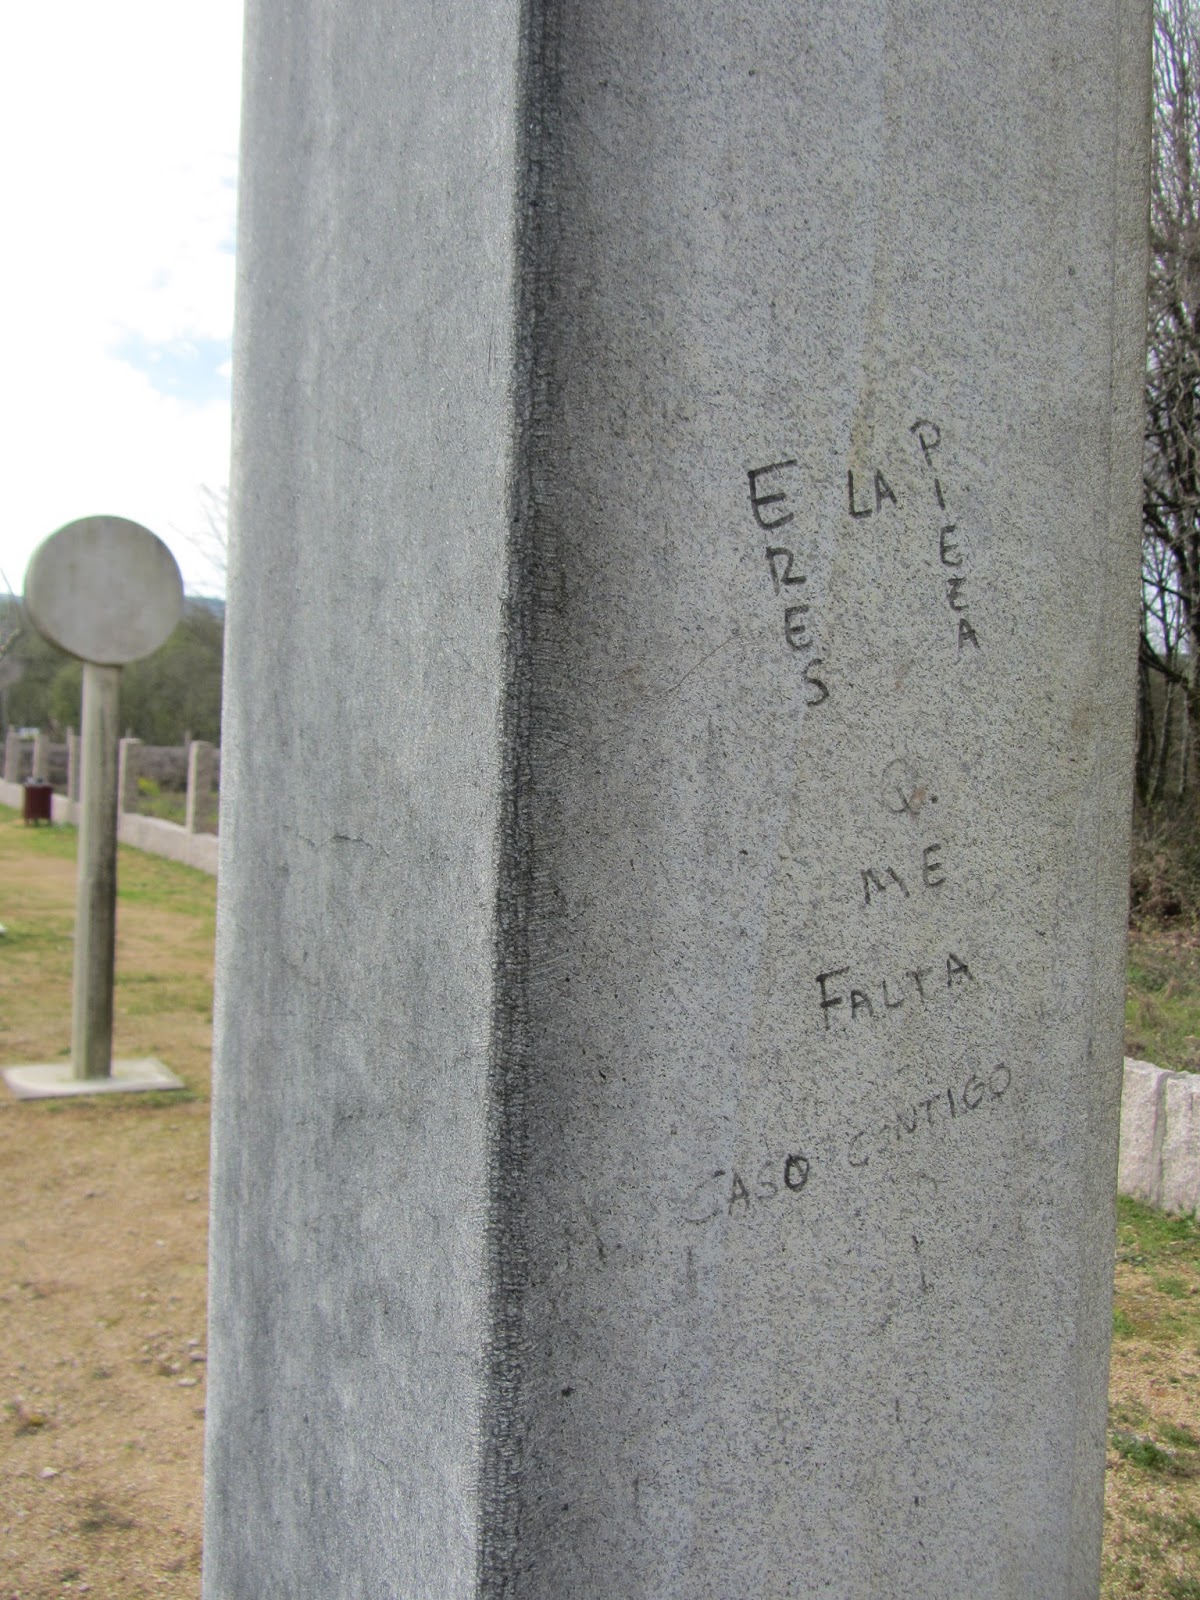 ERES
LA
PIEZA
Q
ME
FALTA
CASO CONTIGO